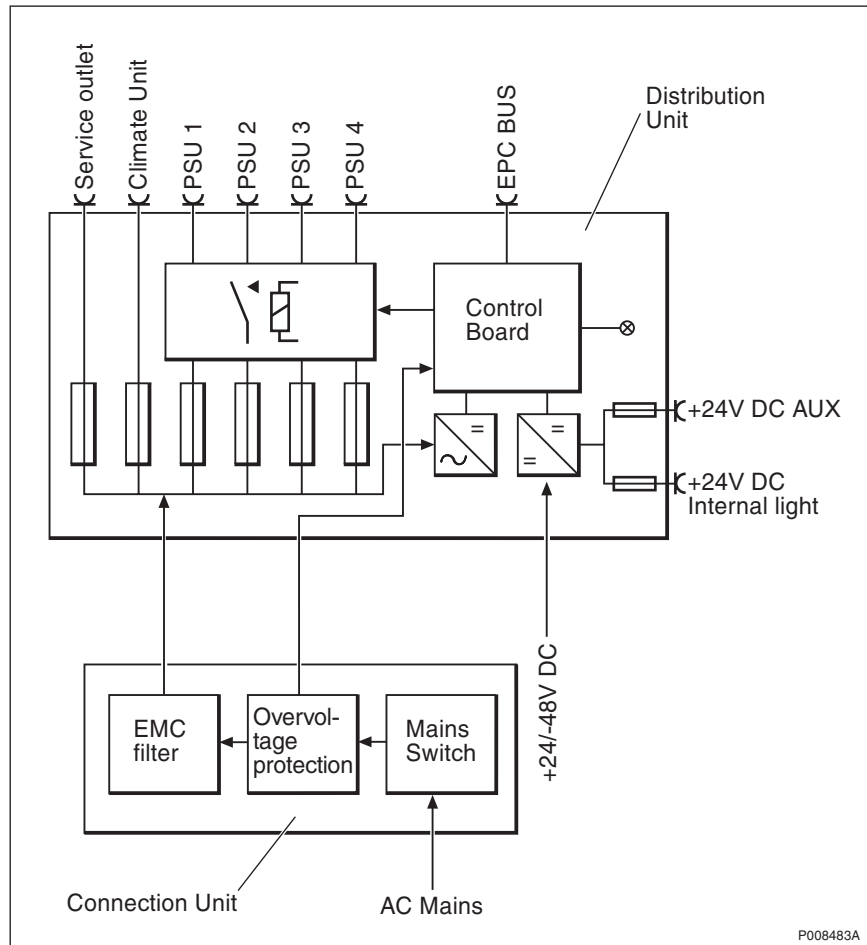 Service outlet
Climate Unit
PSU 1
PSU 2
PSU 3
PSU 4
EPC BUS
Distribution
Unit
Control
Board
+24V DC AUX
+24V DC
Internal light
+24/-48V DC
EMC
filter
Overvol-
tage
protection
Mains
Switch
Connection Unit
AC Mains
P008483A